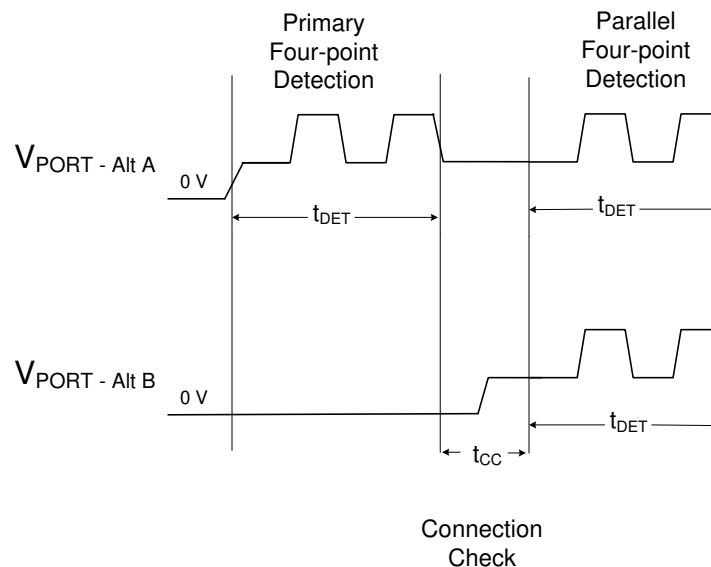 Primary
Four-point
Detection
Parallel
Four-point
Detection
VPORT - Alt A
0 V
tDET
tDET
VPORT - Alt B
0 V
tDET
tCC
Connection
Check